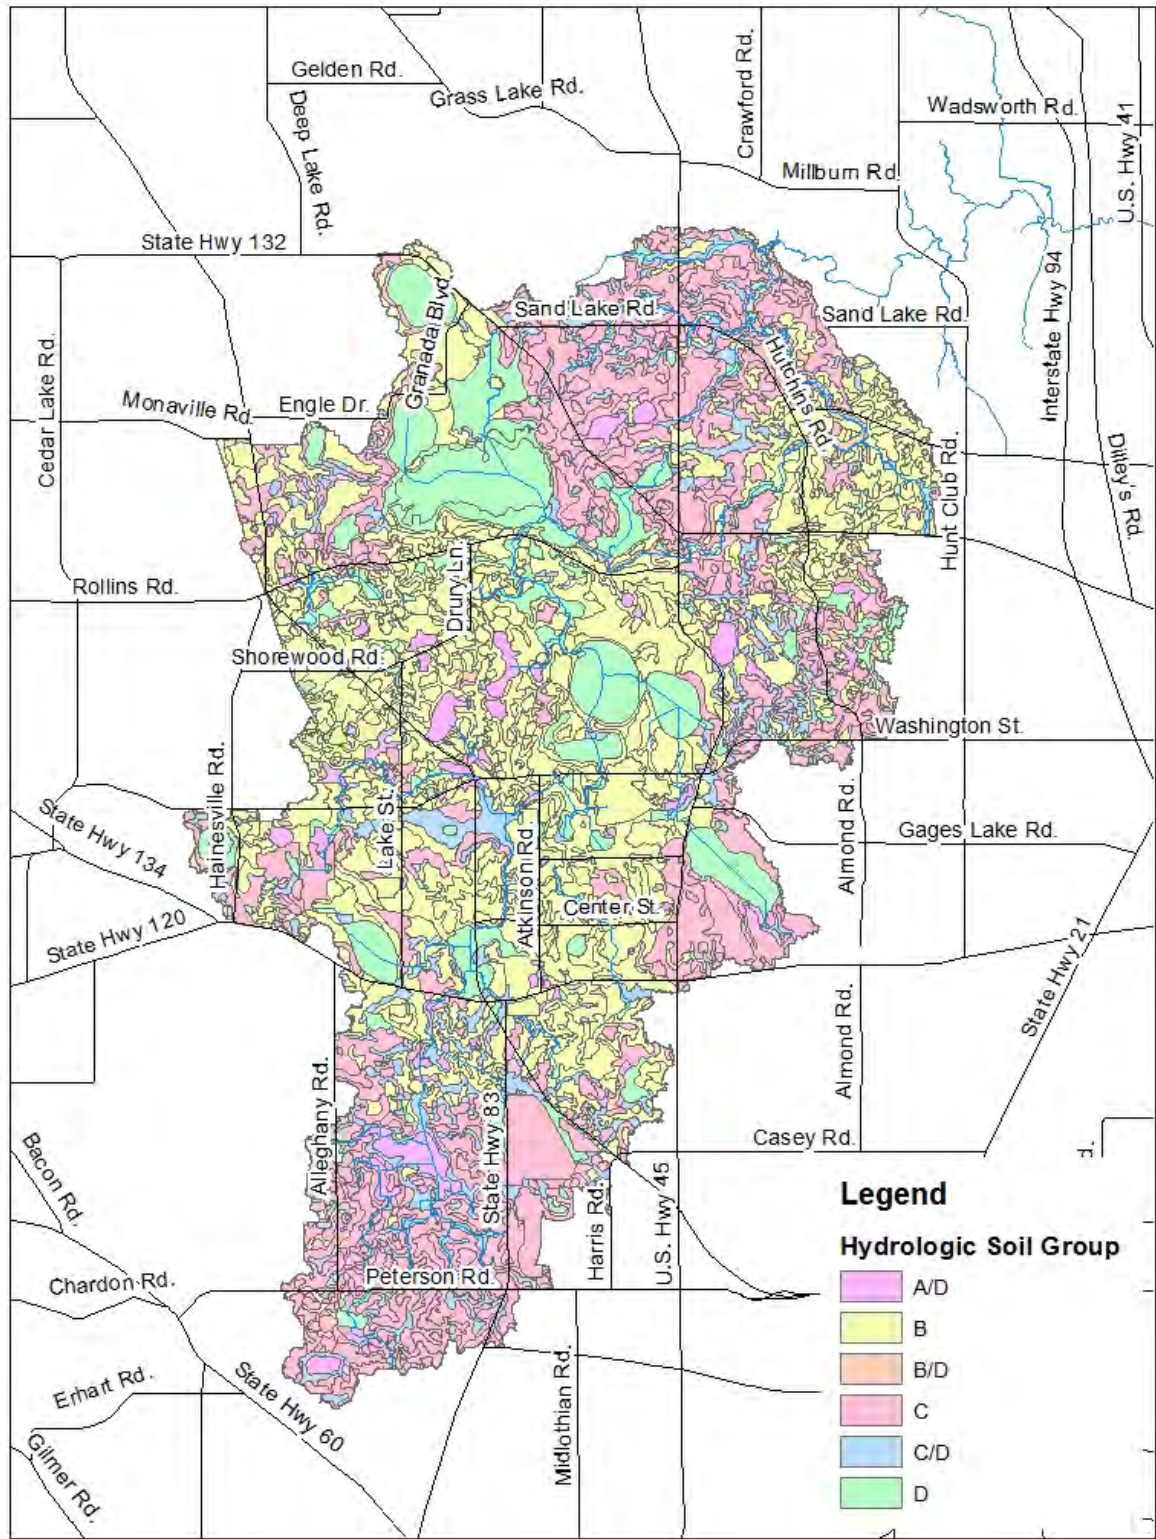 Gelden Rd.
Grass Lake Rd.
Crawford Rd.
Wadsworth Rd.
U.S. Hwy 41
Deep Lake Rd.
Millburn Rd.
State Hwy 132
Interstate Hwy 94
Granada Blvd.
Sand Lake Rd.
Sand Lake Rd.
Cedar Lake Rd.
Hutchins Rd.
Monaville Rd.
Engle Dr.
Hunt Club Rd.
Dilley's Rd.
Rollins Rd.
Drury Ln.
Shorewood Rd.
Washington St.
Hainesville Rd.
State Hwy 134
Lake St.
Atkinson Rd.
Almond Rd.
Gages Lake Rd.
State Hwy 120
Center St.
State Hwy 21
Almond Rd.
Alleghany Rd.
State Hwy 83
Casey Rd.
d.
Bacon Rd.
Harris Rd.
U.S. Hwy 45
Chardon Rd.
Peterson Rd.
Erhart Rd.
State Hwy 60
Midlothian Rd.
Gilmer Rd.
Legend
Hydrologic Soil Group
A/D
B
B/D
C
C/D
D